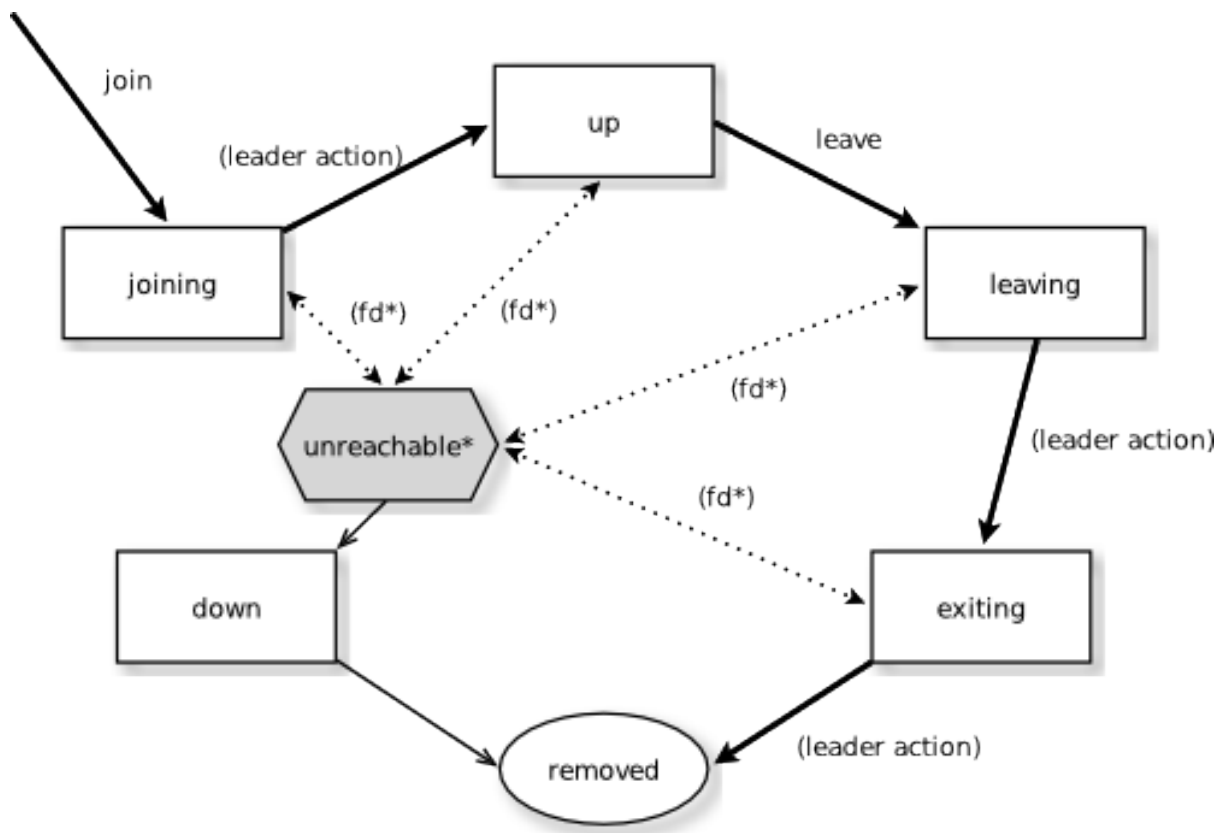 join
up
(leader action)
leave
joining
leaving
(fd*)
(fd*)
(fd*)
unreachable*
(leader action)
(fd*)
down
exiting
(leader action)
removed